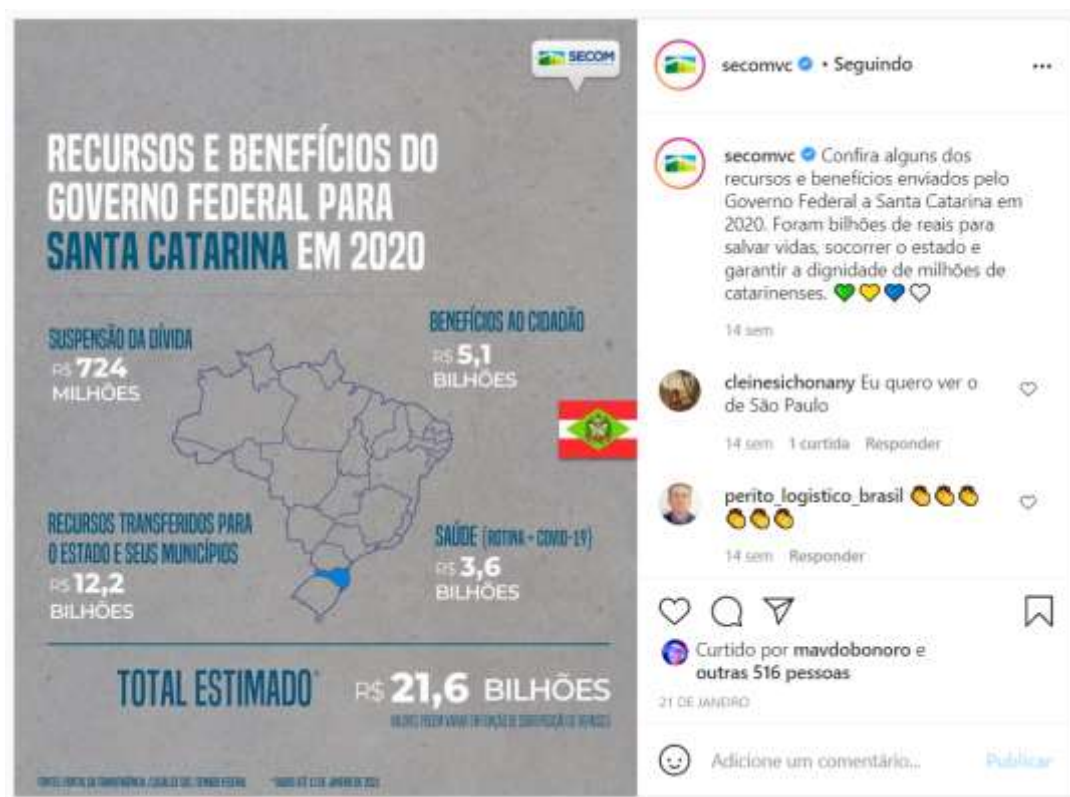 SECOM
RECURSOS E BENEFÍCIOS DO
GOVERNO FEDERAL PARA
SANTA CATARINA EM 2020
SUSPENSÃO DA DÍVIDA
R$ 724
MILHÕES
BENEFÍCIOS AO CIDADÃO
R$ 5,1
BILHÕES
RECURSOS TRANSFERIDOS PARA
O ESTADO E SEUS MUNICÍPIOS
R$ 12,2
BILHÕES
SAÚDE (ROTINA + COVID-19)
R$ 3,6
BILHÕES
TOTAL ESTIMADO* R$ 21,6 BILHÕES
secomvc • Seguindo
secomvc Confira alguns dos
recursos e benefícios enviados pelo
Governo Federal a Santa Catarina em
2020. Foram bilhões de reais para
salvar vidas, socorrer o estado e
garantir a dignidade de milhões de
catarinenses. 💚💛💙🤍
14 sem
cleinesichonany Eu quero ver o
de São Paulo
14 sem 1 curtida Responder
perito_logistico_brasil 👏👏👏
👏👏👏
14 sem Responder
Curtido por mavdobonoro e
outras 516 pessoas
21 DE JANEIRO
Adicione um comentário... Publicar